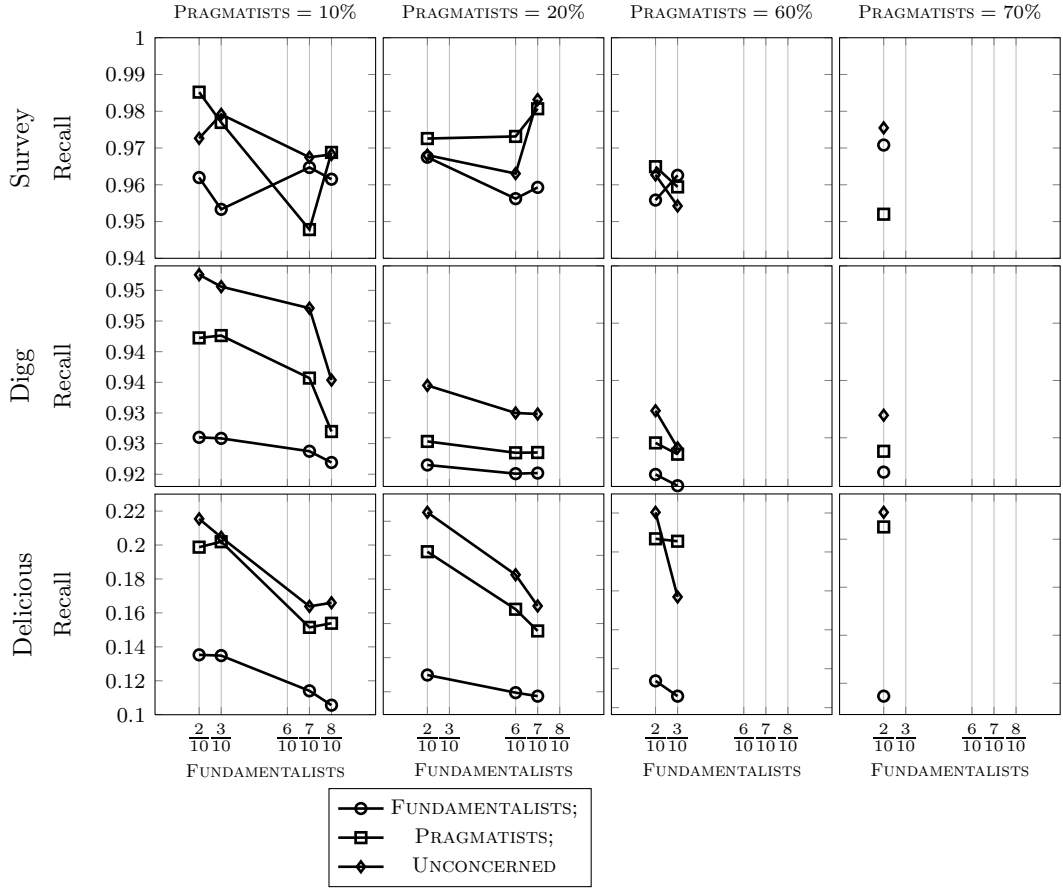 PRAGMATISTS = 10% PRAGMATISTS = 20% PRAGMATISTS = 60% PRAGMATISTS = 70%
Survey
Recall
1
0.99
0.98
0.97
0.96
0.95
0.94
Digg
Recall
0.95
0.95
0.94
0.94
0.93
0.93
0.92
Delicious
Recall
0.22
0.2
0.18
0.16
0.14
0.12
0.1
2/10 3/10 6/10 7/10 8/10 2/10 3/10 6/10 7/10 8/10 2/10 3/10 6/10 7/10 8/10 2/10 3/10 6/10 7/10 8/10
FUNDAMENTALISTS FUNDAMENTALISTS FUNDAMENTALISTS FUNDAMENTALISTS
FUNDAMENTALISTS;
PRAGMATISTS;
UNCONCERNED